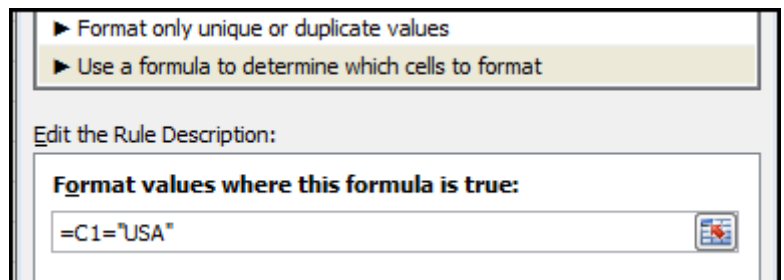 ► Format only unique or duplicate values
► Use a formula to determine which cells to format
Edit the Rule Description:
Format values where this formula is true:
=C1="USA"